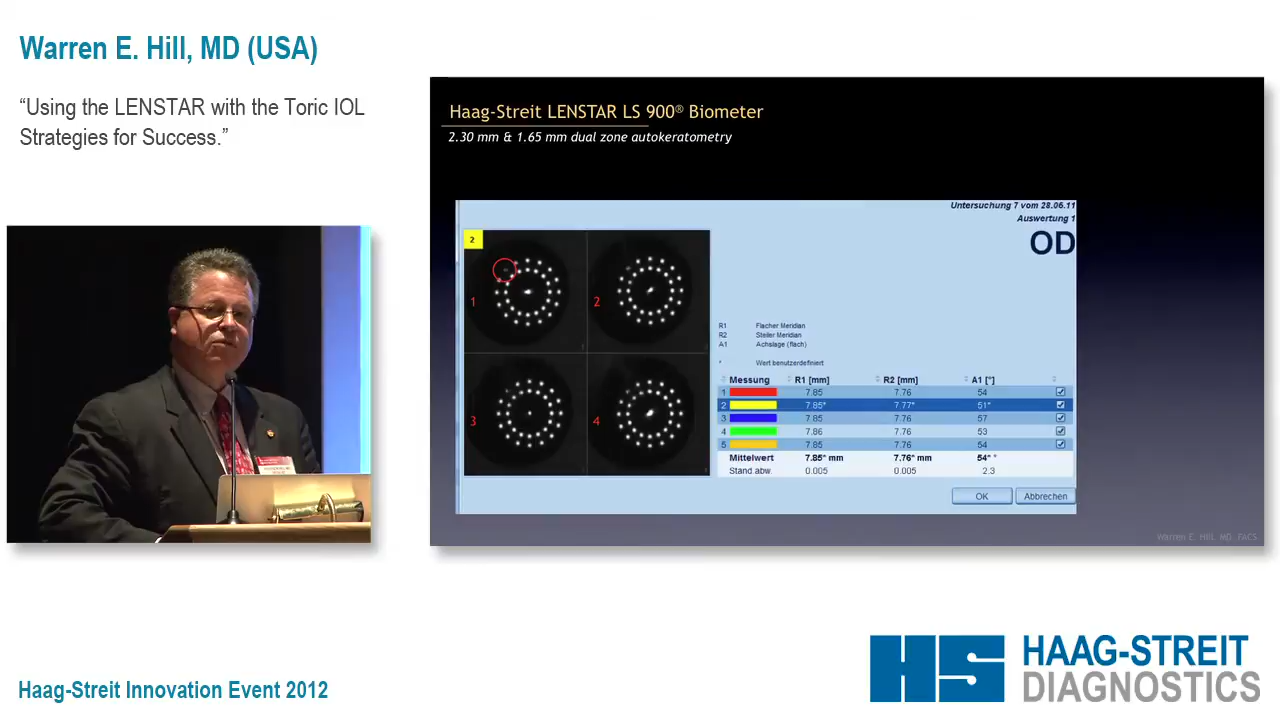 Warren E. Hill, MD (USA)
“Using the LENSTAR with the Toric IOL
Strategies for Success.”
Haag-Streit LENSTAR LS 900® Biometer
2.30 mm & 1.65 mm dual zone autokeratometry
Untersuchung 7 vom 28.06.11
Auswertung 1
OD
2
1
2
3
4
R1 Flacher Meridian
R2 Steiler Meridian
A1 Achslage (flach)
* Wert benutzerdefiniert
Messung R1 [mm] R2 [mm] A1 [°]
1 7.85 7.76 54
2 7.85* 7.77* 51*
3 7.85 7.76 57
4 7.86 7.76 53
5 7.85 7.76 54
Mittelwert 7.85* mm 7.76* mm 54° *
Stand.abw. 0.005 0.005 2.3
OK Abbrechen
Warren E. Hill, MD, FACS
Haag-Streit Innovation Event 2012
HS HAAG-STREIT
DIAGNOSTICS